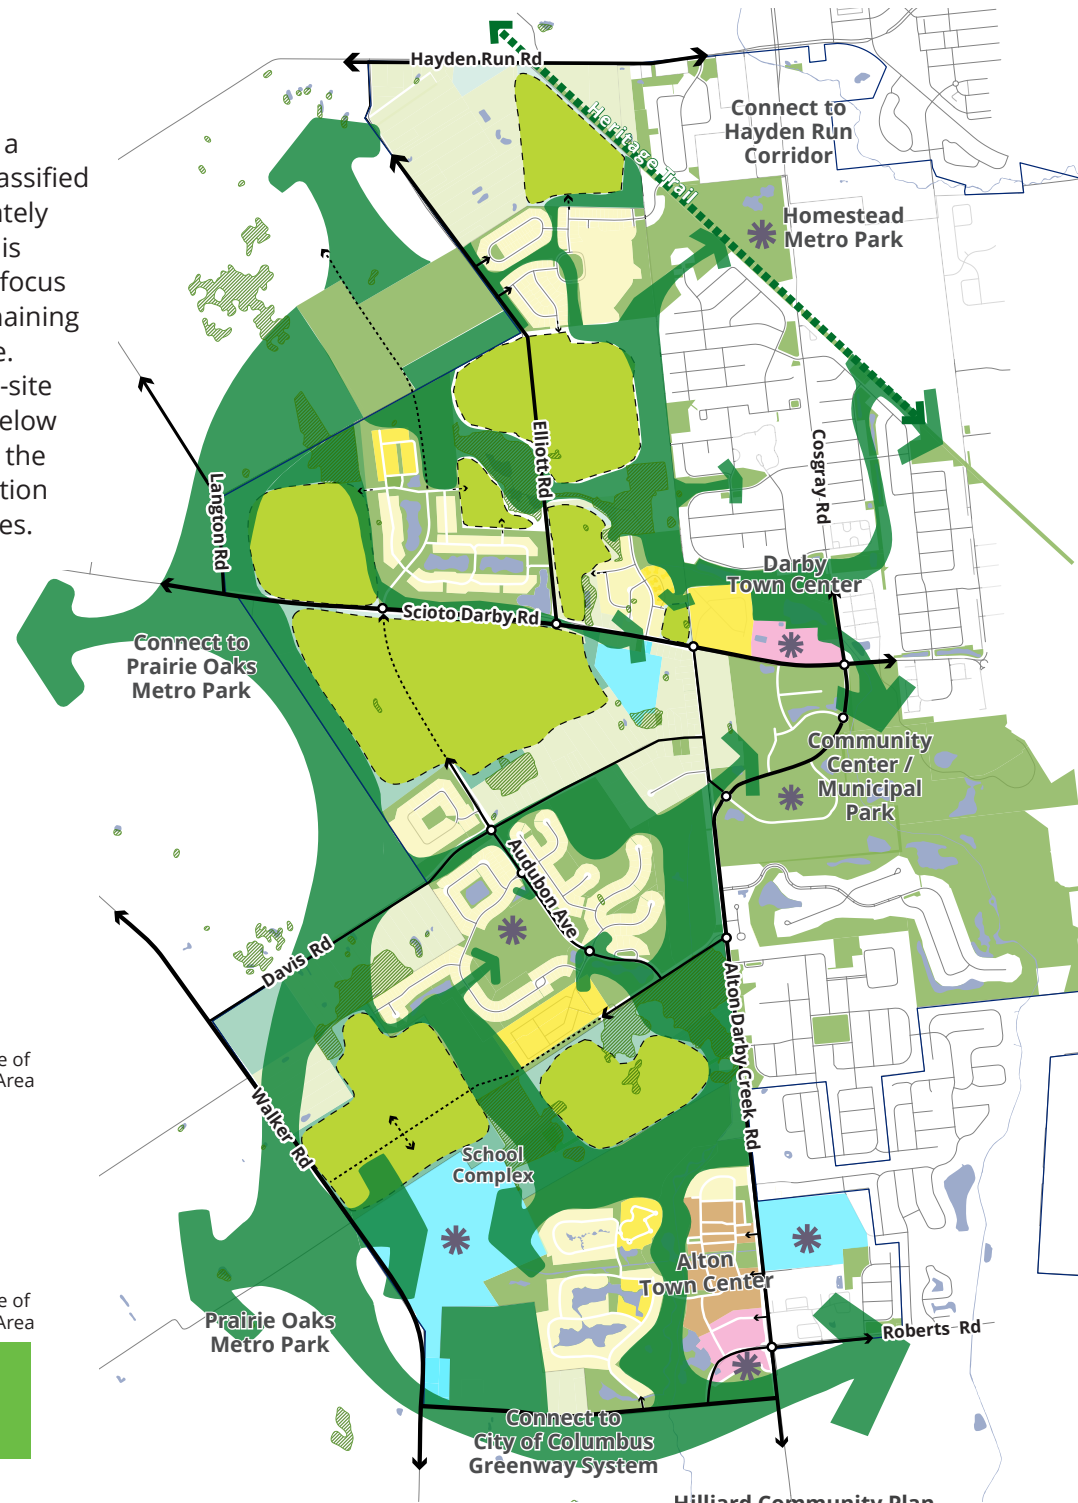 a
assified
ately
is
focus
maining
e.
-site
elow
the
tion
es.
e of
Area
e of
Area
Hayden Run Rd
Heritage Trail
Connect to
Hayden Run
Corridor
Homestead
Metro Park
Elliott Rd
Cosgray Rd
Langton Rd
Darby
Town Center
Scioto Darby Rd
Connect to
Prairie Oaks
Metro Park
Community
Center /
Municipal
Park
Audubon Ave
Davis Rd
Alton Darby Creek Rd
Walker Rd
School
Complex
Alton
Town Center
Prairie Oaks
Metro Park
Roberts Rd
Connect to
City of Columbus
Greenway System
Hilliard Community Plan